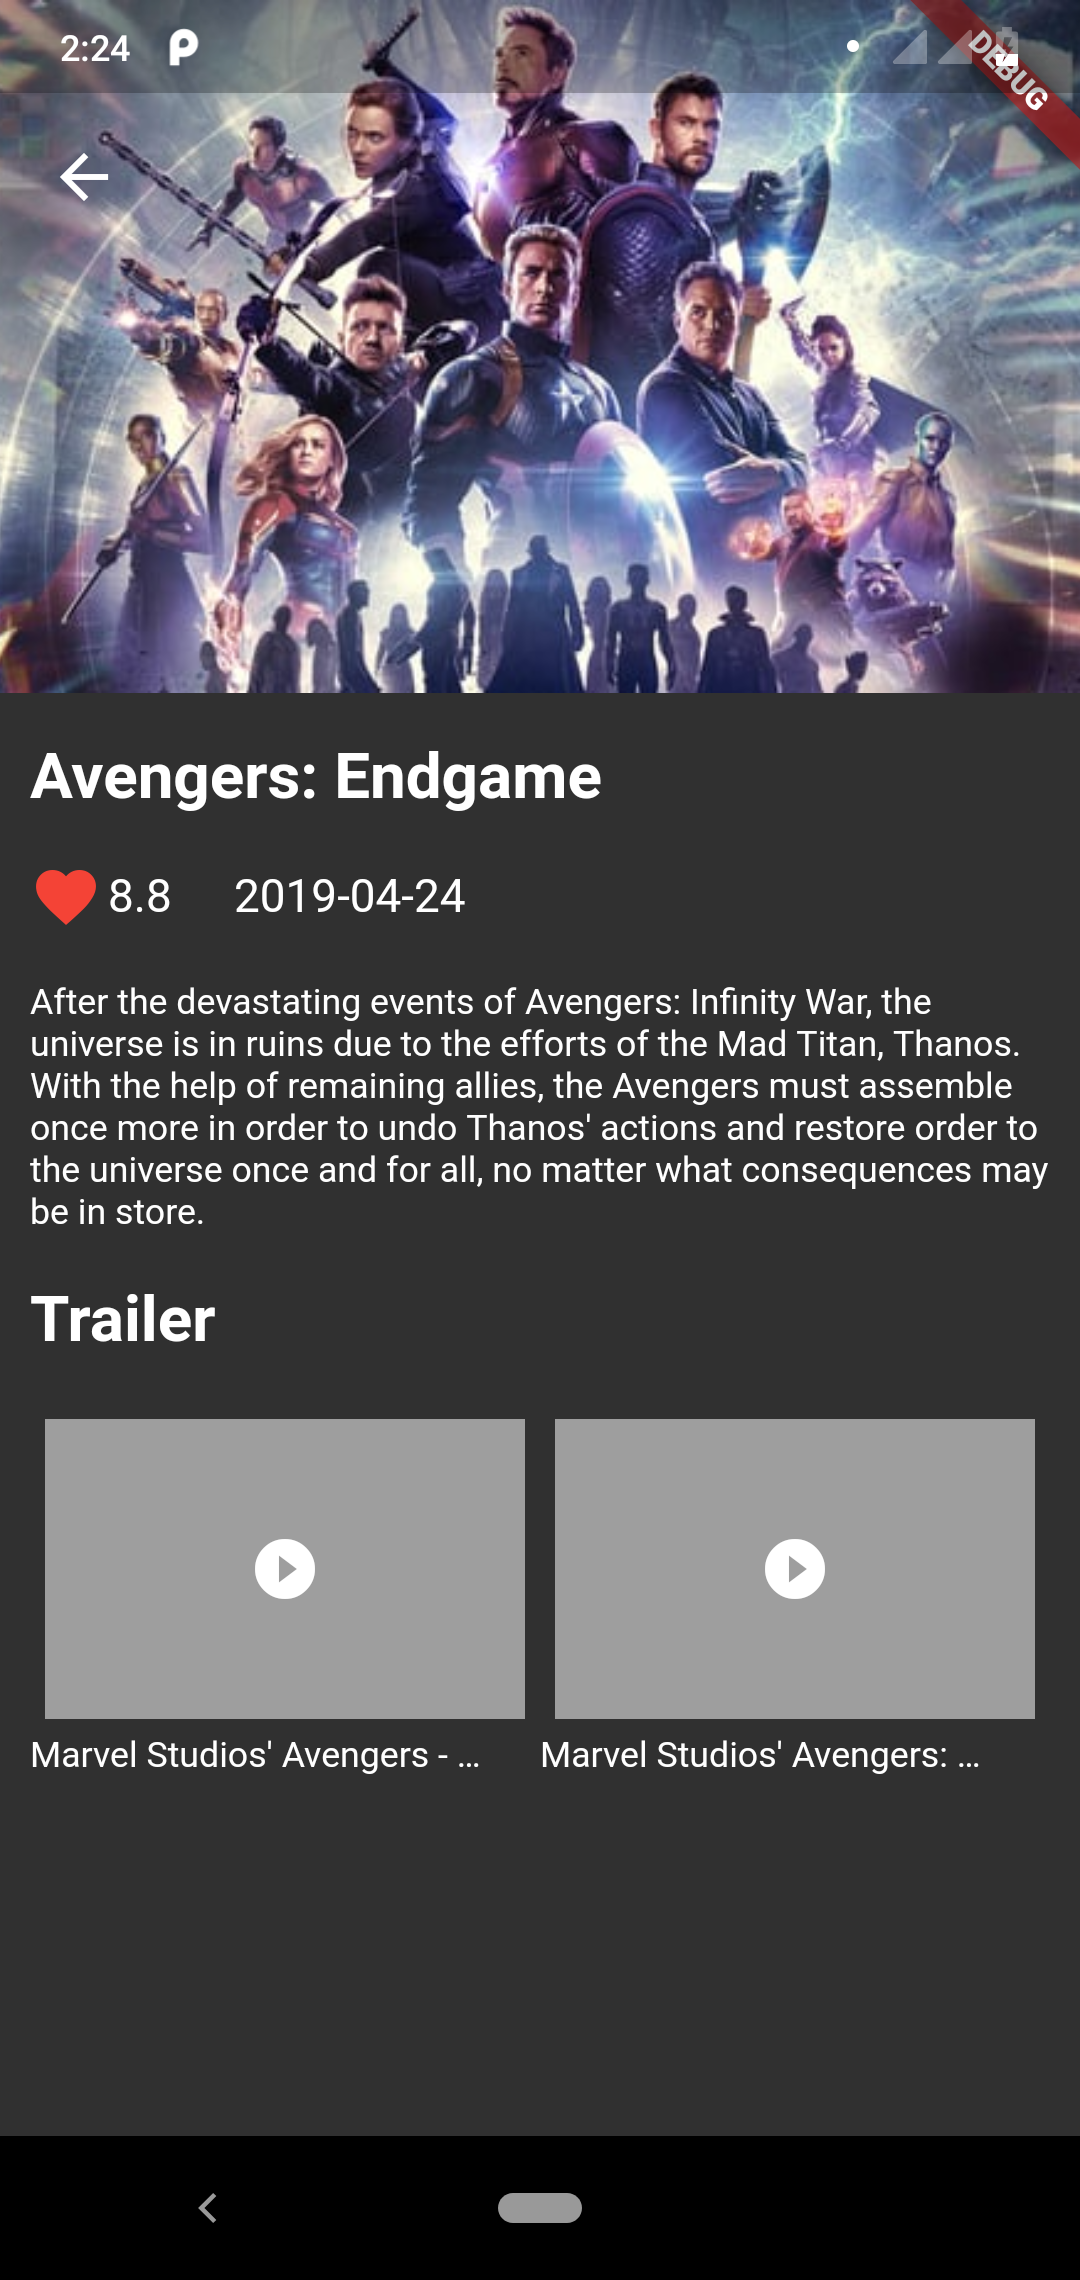 2:24
DEBUG
Avengers: Endgame
8.8 2019-04-24
After the devastating events of Avengers: Infinity War, the
universe is in ruins due to the efforts of the Mad Titan, Thanos.
With the help of remaining allies, the Avengers must assemble
once more in order to undo Thanos' actions and restore order to
the universe once and for all, no matter what consequences may
be in store.
Trailer
Marvel Studios' Avengers - ...
Marvel Studios' Avengers: ...